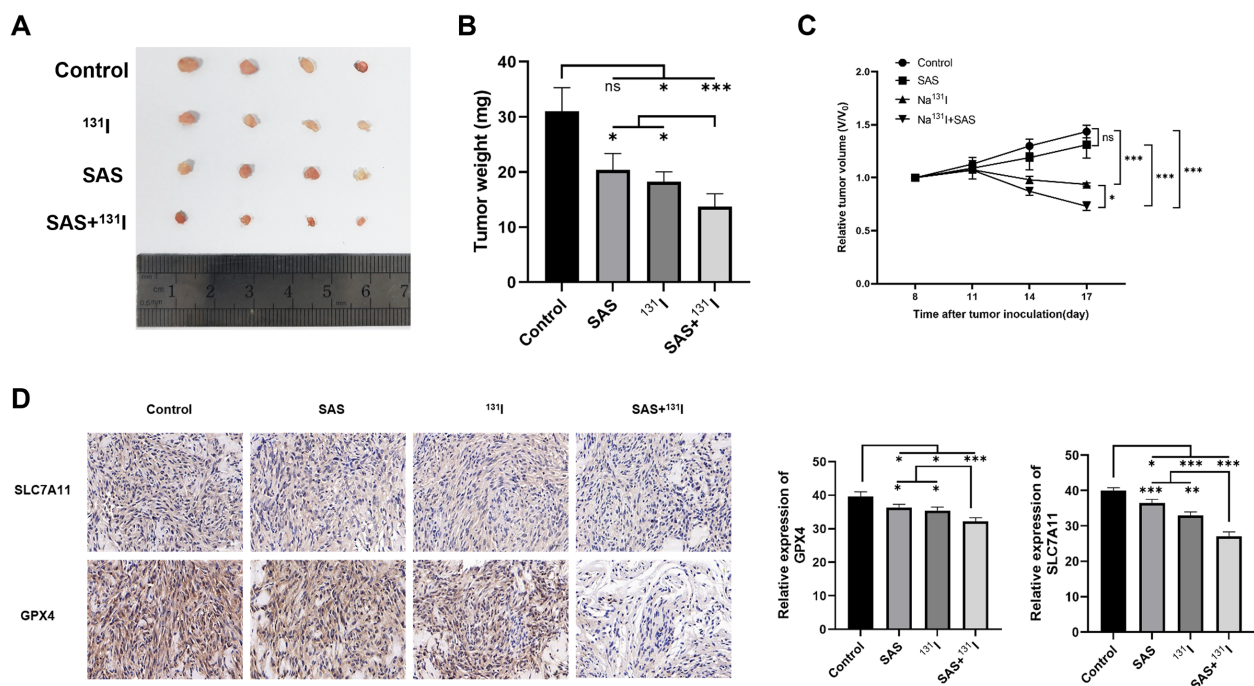 A
Control
¹³¹I
SAS
SAS+¹³¹I
cm 1 2 3 4 5 6 7
0.5mm
B
Tumor weight (mg)
40
30
20
10
0
ns * ***
* *
Control
SAS
¹³¹I
SAS+¹³¹I
C
Control
SAS
Na¹³¹I
Na¹³¹I+SAS
Relative tumor volume (V/V₀)
2.0
1.5
1.0
0.5
0.0
ns
***
*
***
***
8 11 14 17
Time after tumor inoculation(day)
D
Control SAS ¹³¹I SAS+¹³¹I
SLC7A11
GPX4
Relative expression of
GPX4
50
40
30
20
10
0
* * ***
* *
Control
SAS
¹³¹I
SAS+¹³¹I
Relative expression of
SLC7A11
50
40
30
20
10
0
* *** ***
*** **
Control
SAS
¹³¹I
SAS+¹³¹I